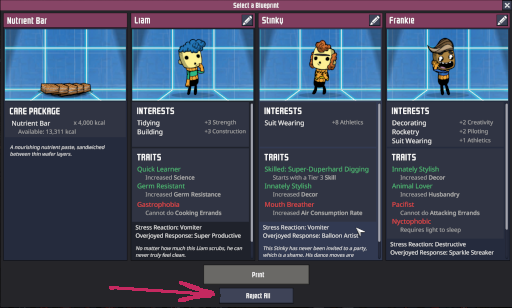 Select a Blueprint
Nutrient Bar
CARE PACKAGE
Nutrient Bar x 4,000 kcal
Available: 13,311 kcal
A nourishing nutrient paste, sandwiched
between thin wafer layers.
Liam
INTERESTS
Tidying +3 Strength
Building +3 Construction
TRAITS
Quick Learner
Increased Science
Germ Resistant
Increased Germ Resistance
Gastrophobia
Cannot do Cooking Errands
Stress Reaction: Vomiter
Overjoyed Response: Super Productive
No matter how much this Liam scrubs, he can
never truly feel clean.
Stinky
INTERESTS
Suit Wearing +8 Athletics
TRAITS
Skilled: Super-Duperhard Digging
Starts with a Tier 3 Skill
Innately Stylish
Increased Decor
Mouth Breather
Increased Air Consumption Rate
Stress Reaction: Vomiter
Overjoyed Response: Balloon Artist
This Stinky has never been invited to a party,
which is a shame. His dance moves are
Frankie
INTERESTS
Decorating +2 Creativity
Rocketry +2 Piloting
Suit Wearing +1 Athletics
TRAITS
Innately Stylish
Increased Decor
Animal Lover
Increased Husbandry
Pacifist
Cannot do Attacking Errands
Nyctophobic
Requires light to sleep
Stress Reaction: Destructive
Overjoyed Response: Sparkle Streaker
Print
Reject All